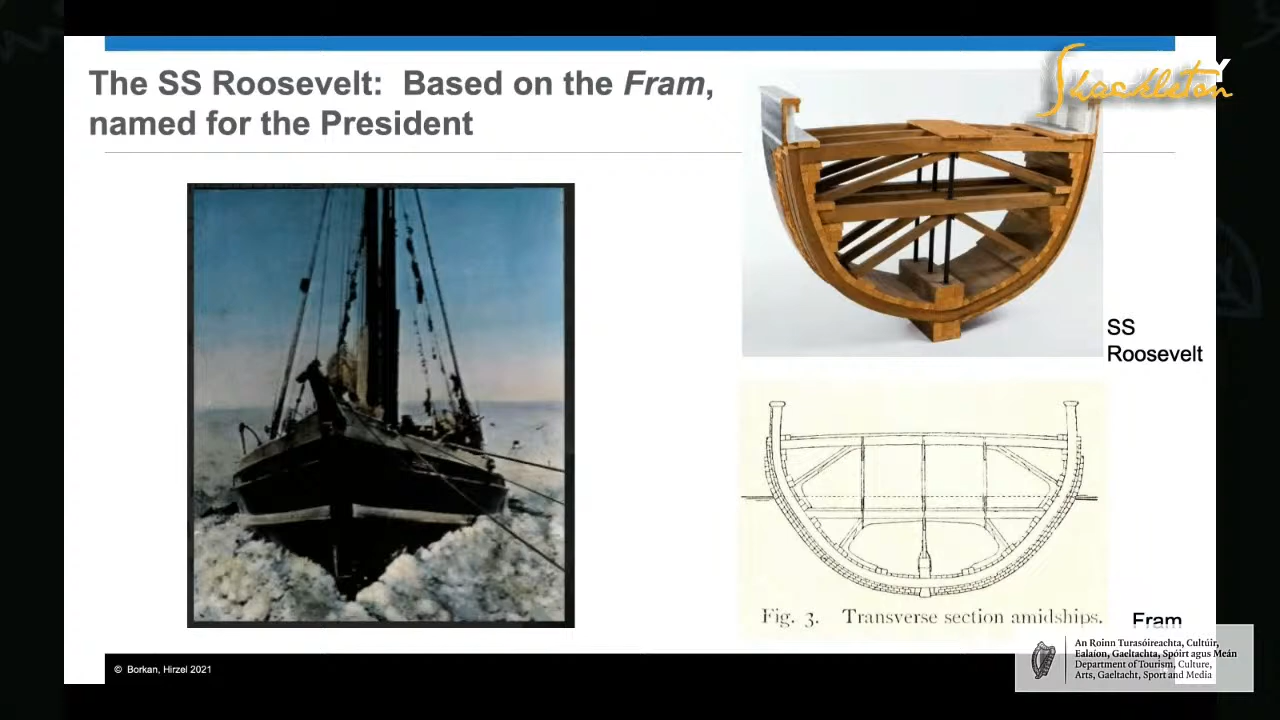 The SS Roosevelt: Based on the Fram,
named for the President
Shackleton
SS
Roosevelt
Fig. 3. Transverse section amidships.
Fram
© Borkan, Hirzel 2021
An Roinn Turasóireachta, Cultúir,
Ealaíon, Gaeltachta, Spóirt agus Meán
Department of Tourism, Culture,
Arts, Gaeltacht, Sport and Media